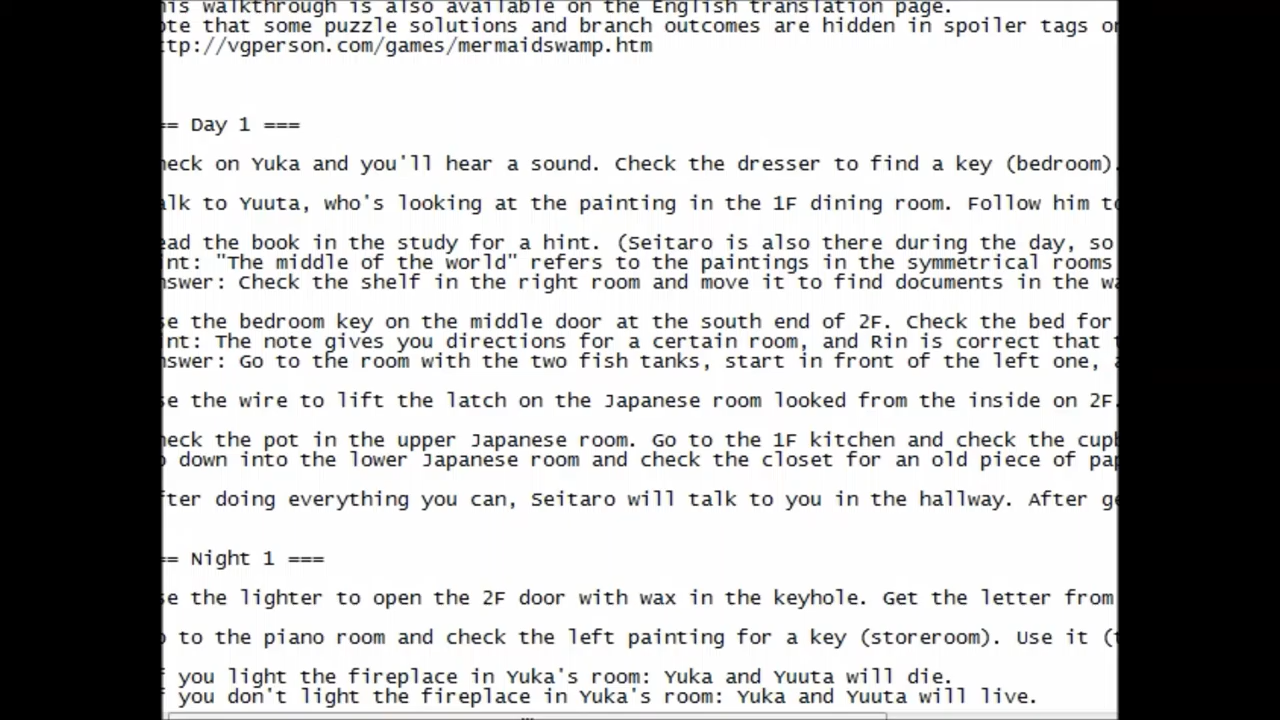 his walkthrough is also available on the English translation page.
ote that some puzzle solutions and branch outcomes are hidden in spoiler tags or
tp://vgperson.com/games/mermaidswamp.htm
== Day 1 ===
heck on Yuka and you'll hear a sound. Check the dresser to find a key (bedroom).
alk to Yuuta, who's looking at the painting in the 1F dining room. Follow him to
ead the book in the study for a hint. (Seitaro is also there during the day, so
int: "The middle of the world" refers to the paintings in the symmetrical rooms
nswer: Check the shelf in the right room and move it to find documents in the wa
se the bedroom key on the middle door at the south end of 2F. Check the bed for
int: The note gives you directions for a certain room, and Rin is correct that t
nswer: Go to the room with the two fish tanks, start in front of the left one, a
se the wire to lift the latch on the Japanese room looked from the inside on 2F.
heck the pot in the upper Japanese room. Go to the 1F kitchen and check the cupb
o down into the lower Japanese room and check the closet for an old piece of pap
fter doing everything you can, Seitaro will talk to you in the hallway. After ge
== Night 1 ===
se the lighter to open the 2F door with wax in the keyhole. Get the letter from
o to the piano room and check the left painting for a key (storeroom). Use it (t
f you light the fireplace in Yuka's room: Yuka and Yuuta will die.
f you don't light the fireplace in Yuka's room: Yuka and Yuuta will live.